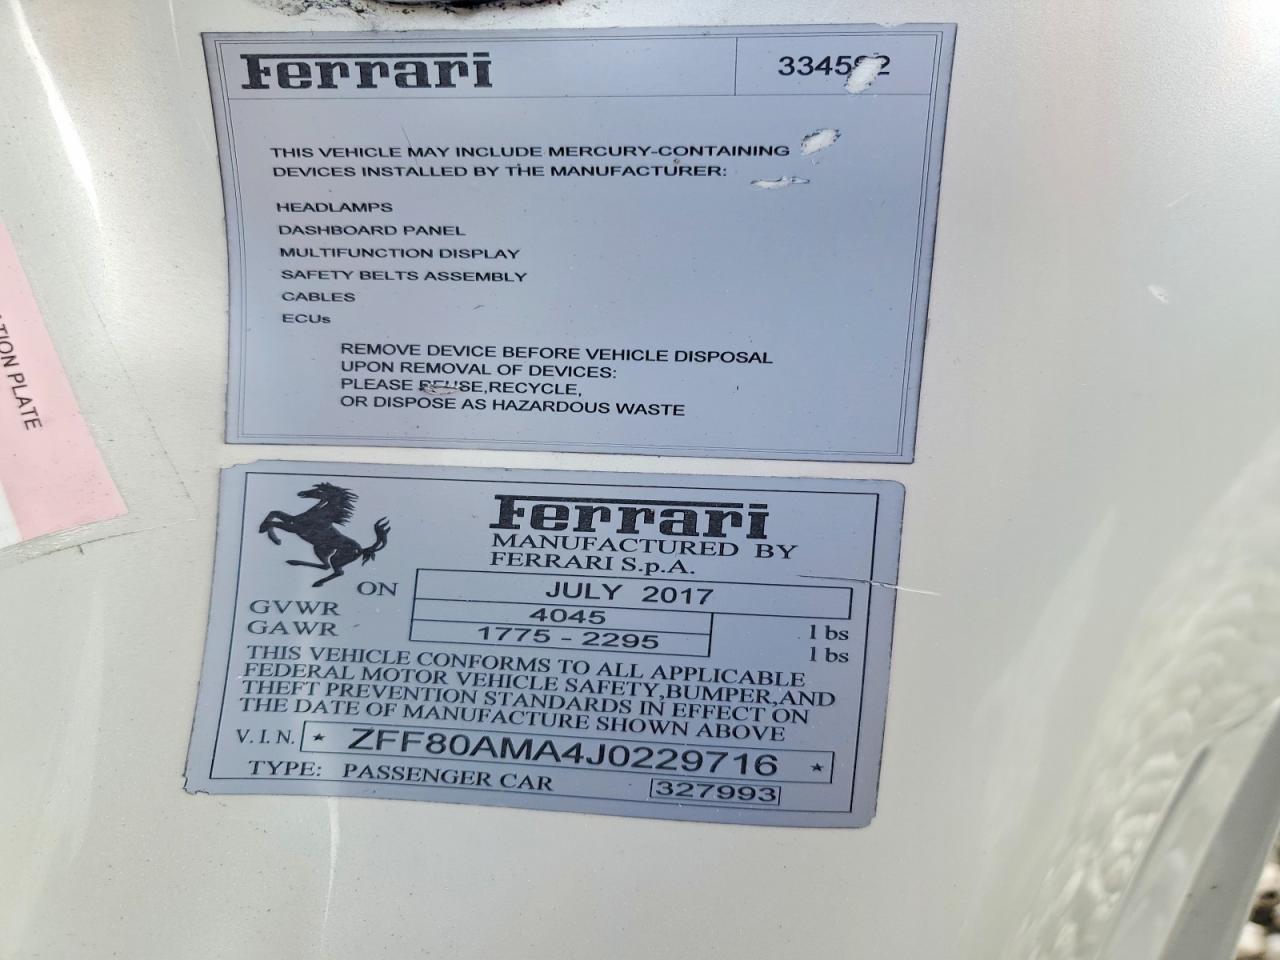 Ferrari
THIS VEHICLE MAY INCLUDE MERCURY-CONTAINING
DEVICES INSTALLED BY THE MANUFACTURER:
HEADLAMPS
DASHBOARD PANEL
MULTIFUNCTION DISPLAY
SAFETY BELTS ASSEMBLY
CABLES
ECUs
REMOVE DEVICE BEFORE VEHICLE DISPOSAL
UPON REMOVAL OF DEVICES:
PLEASE REUSE,RECYCLE,
OR DISPOSE AS HAZARDOUS WASTE
PLATE
Ferrari
MANUFACTURED BY
FERRARI S.p.A.
ON JULY 2017
GVWR 4045 lbs
GAWR 1775 - 2295 lbs
THIS VEHICLE CONFORMS TO ALL APPLICABLE
FEDERAL MOTOR VEHICLE SAFETY,BUMPER,AND
THEFT PREVENTION STANDARDS IN EFFECT ON
THE DATE OF MANUFACTURE SHOWN ABOVE
V.I.N. * ZFF80AMA4J0229716 *
TYPE: PASSENGER CAR 327993